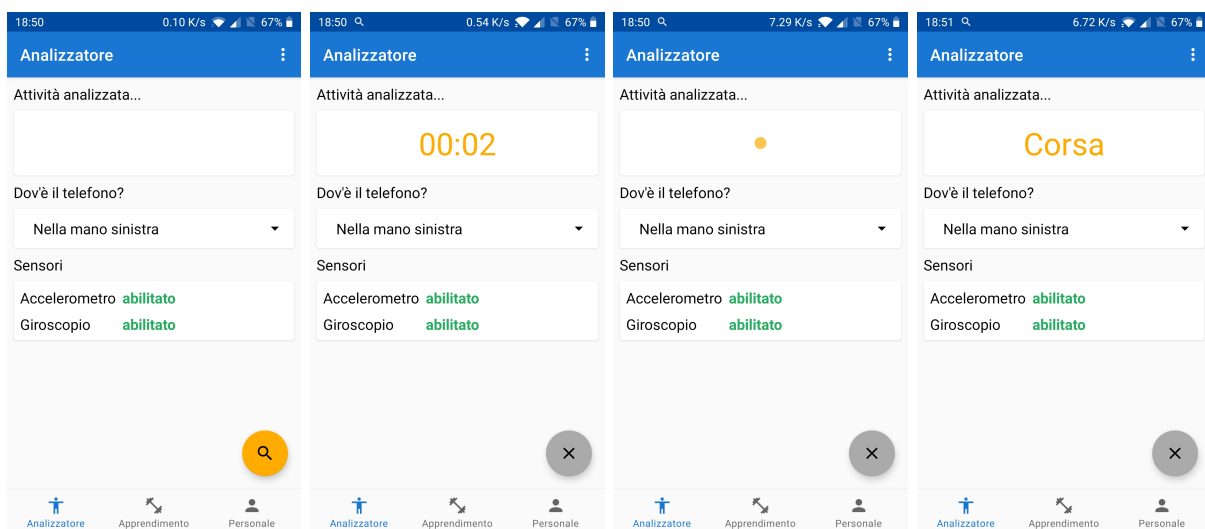 18:50 0.10 K/s 67%
Analizzatore
Attività analizzata...
Dov'è il telefono?
Nella mano sinistra
Sensori
Accelerometro abilitato
Giroscopio abilitato
Analizzatore Apprendimento Personale
18:50 0.54 K/s 67%
Analizzatore
Attività analizzata...
00:02
Dov'è il telefono?
Nella mano sinistra
Sensori
Accelerometro abilitato
Giroscopio abilitato
Analizzatore Apprendimento Personale
18:50 7.29 K/s 67%
Analizzatore
Attività analizzata...
Dov'è il telefono?
Nella mano sinistra
Sensori
Accelerometro abilitato
Giroscopio abilitato
Analizzatore Apprendimento Personale
18:51 6.72 K/s 67%
Analizzatore
Attività analizzata...
Corsa
Dov'è il telefono?
Nella mano sinistra
Sensori
Accelerometro abilitato
Giroscopio abilitato
Analizzatore Apprendimento Personale